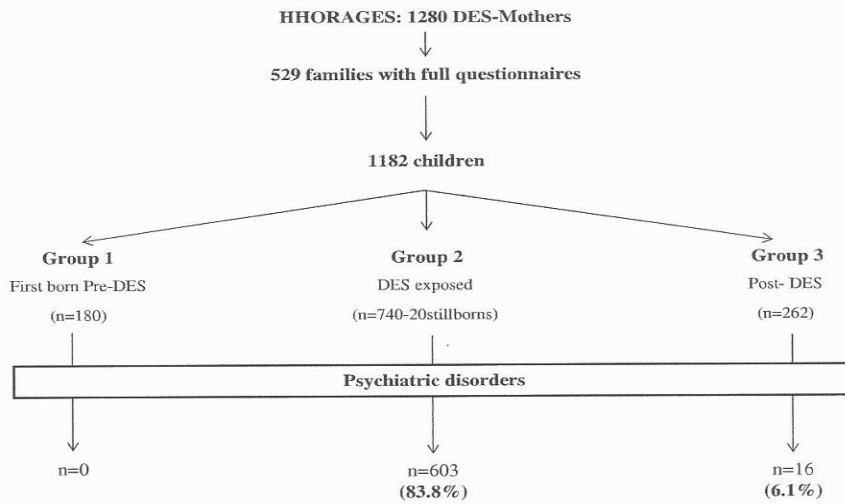 HHORAGES: 1280 DES-Mothers
529 families with full questionnaires
1182 children
Group 1
First born Pre-DES
(n=180)
Group 2
DES exposed
(n=740-20stillborns)
Group 3
Post- DES
(n=262)
Psychiatric disorders
n=0
n=603
(83.8%)
n=16
(6.1%)